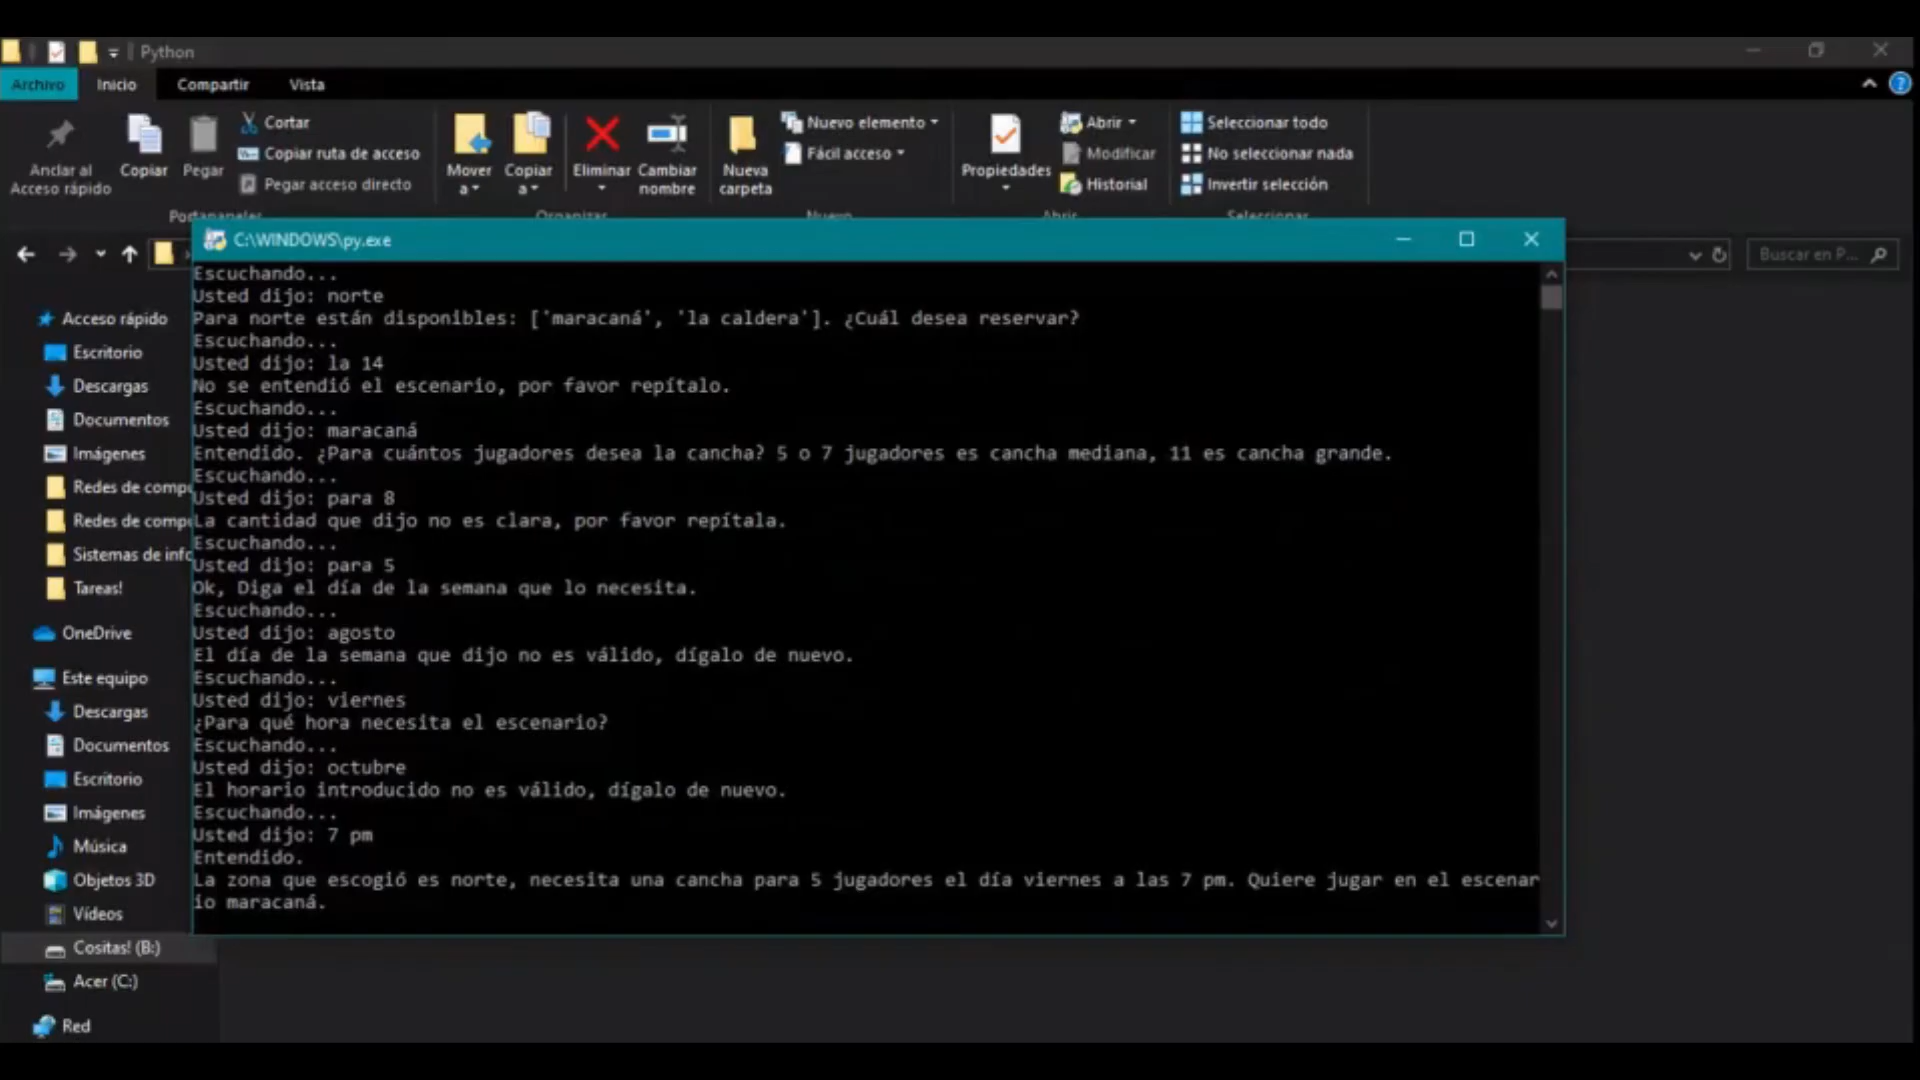 Python
Archivo Inicio Compartir Vista
Anclar al
Acceso rápido
Copiar
Pegar
Cortar
Copiar ruta de acceso
Pegar acceso directo
Portapapeles
Mover
a
Copiar
a
Eliminar
Cambiar
nombre
Organizar
Nueva
carpeta
Nuevo elemento
Fácil acceso
Nuevo
Propiedades
Abrir
Modificar
Historial
Abrir
Seleccionar todo
No seleccionar nada
Invertir selección
Seleccionar
Buscar en P...
Acceso rápido
Escritorio
Descargas
Documentos
Imágenes
Redes de compu
Redes de compu
Sistemas de info
Tareas!
OneDrive
Este equipo
Descargas
Documentos
Escritorio
Imágenes
Música
Objetos 3D
Vídeos
Cositas! (B:)
Acer (C:)
Red
C:\WINDOWS\py.exe
Escuchando...
Usted dijo: norte
Para norte están disponibles: ['maracaná', 'la caldera']. ¿Cuál desea reservar?
Escuchando...
Usted dijo: la 14
No se entendió el escenario, por favor repítalo.
Escuchando...
Usted dijo: maracaná
Entendido. ¿Para cuántos jugadores desea la cancha? 5 o 7 jugadores es cancha mediana, 11 es cancha grande.
Escuchando...
Usted dijo: para 8
La cantidad que dijo no es clara, por favor repítala.
Escuchando...
Usted dijo: para 5
Ok, Diga el día de la semana que lo necesita.
Escuchando...
Usted dijo: agosto
El día de la semana que dijo no es válido, dígalo de nuevo.
Escuchando...
Usted dijo: viernes
¿Para qué hora necesita el escenario?
Escuchando...
Usted dijo: octubre
El horario introducido no es válido, dígalo de nuevo.
Escuchando...
Usted dijo: 7 pm
Entendido.
La zona que escogió es norte, necesita una cancha para 5 jugadores el día viernes a las 7 pm. Quiere jugar en el escenar
io maracaná.